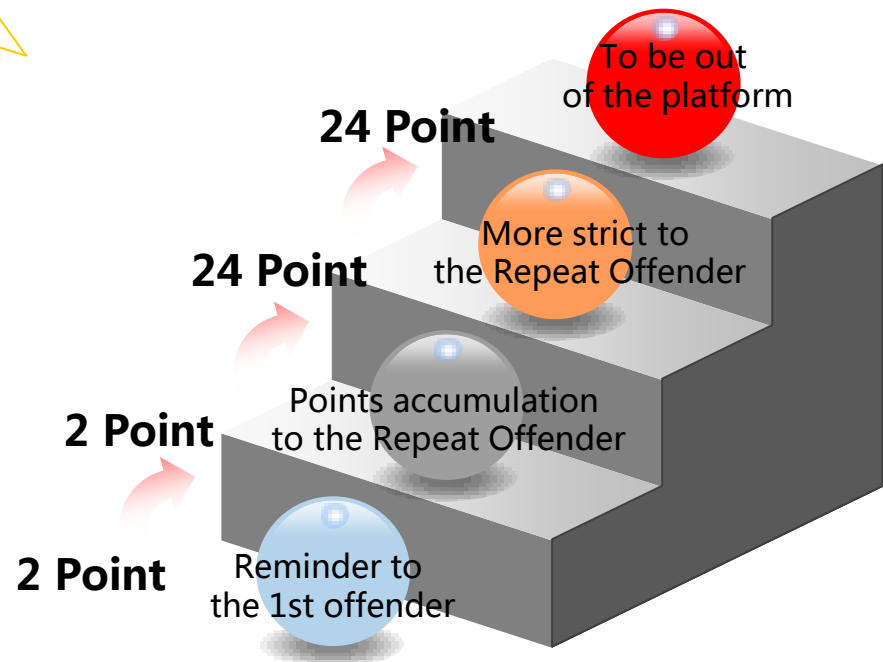 To be out
of the platform
24 Point
More strict to
the Repeat Offender
24 Point
Points accumulation
to the Repeat Offender
2 Point
Reminder to
the 1st offender
2 Point